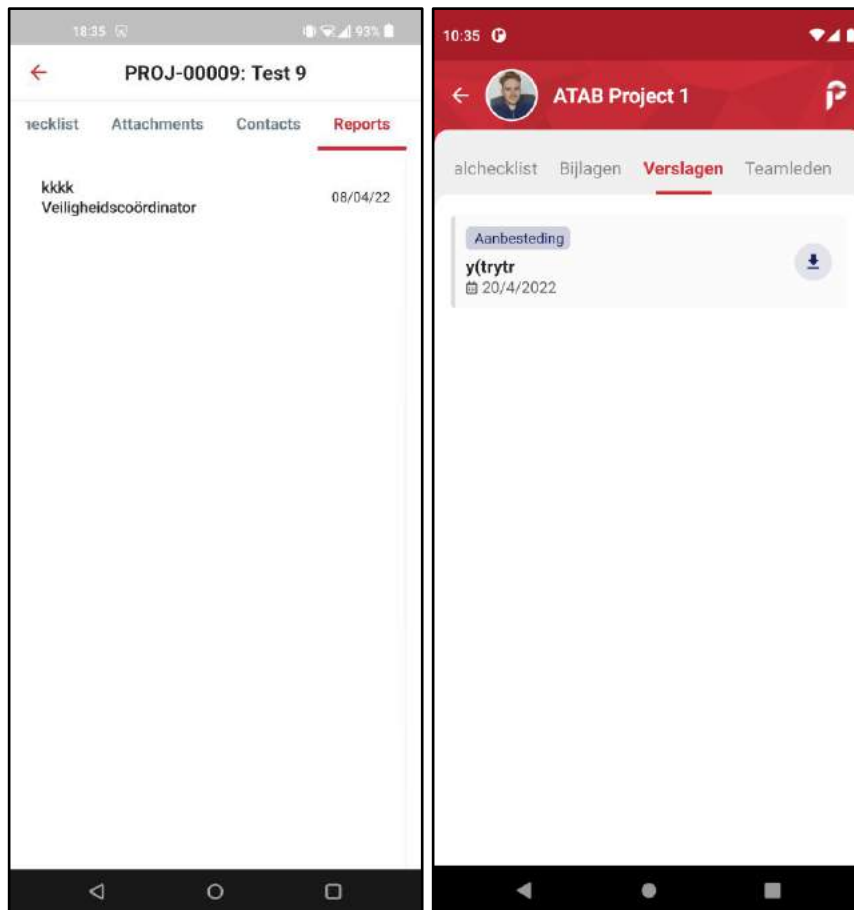 18:35
93%
PROJ-00009: Test 9
necklist Attachments Contacts Reports
kkkk
Veiligheidscoördinator
08/04/22
10:35
ATAB Project 1
alchecklist Bijlagen Verslagen Teamleden
Aanbesteding
y(trytr
20/4/2022